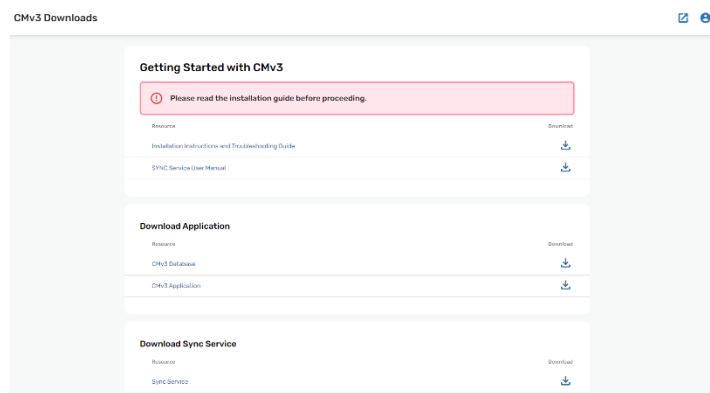 CMv3 Downloads
Getting Started with CMv3
Please read the installation guide before proceeding.
Resource Download
Installation Instructions and Troubleshooting Guide
SYNC Service User Manual
Download Application
Resource Download
CMv3 Database
CMv3 Application
Download Sync Service
Resource Download
Sync Service